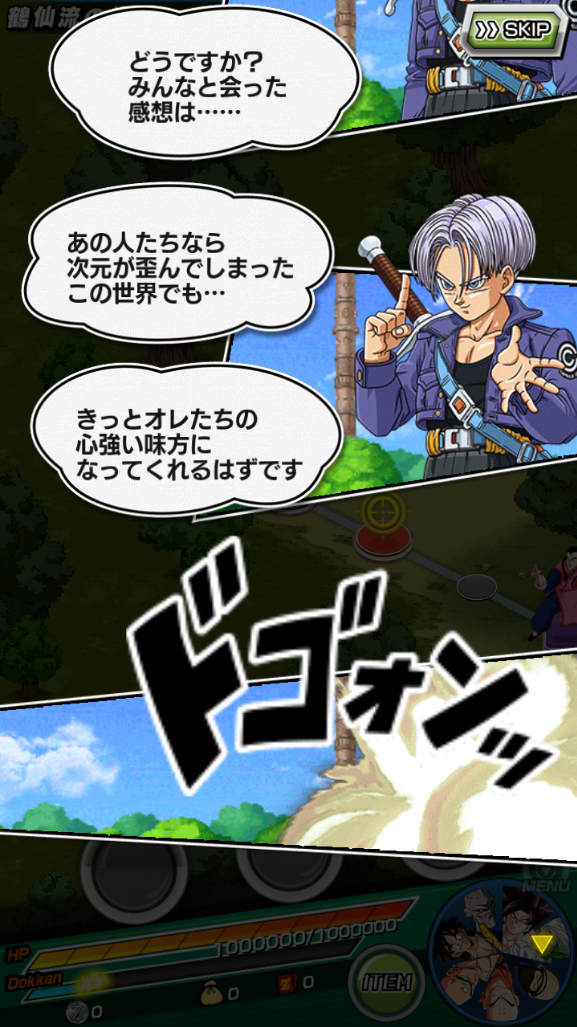 鶴仙流の
SKIP
どうですか?
みんなと会った
感想は……
あの人たちなら
次元が歪んでしまった
この世界でも…
きっとオレたちの
心強い味方に
なってくれるはずです
ドゴォンッ
MENU
HP
1000000/1000000
Dokkan
ITEM
Z 0
0
Z 0